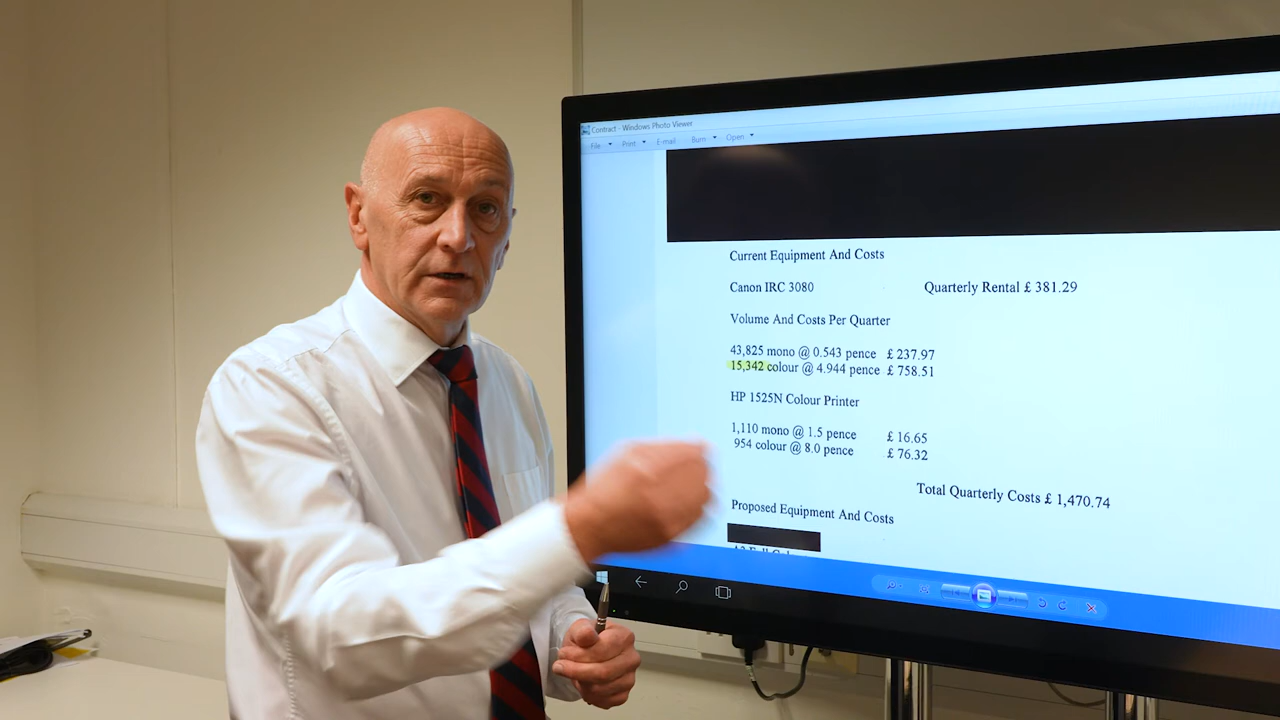 Contract - Windows Photo Viewer
File Print E-mail Burn Open
Current Equipment And Costs
Canon IRC 3080 Quarterly Rental £ 381.29
Volume And Costs Per Quarter
43,825 mono @ 0.543 pence £ 237.97
15,342 colour @ 4.944 pence £ 758.51
HP 1525N Colour Printer
1,110 mono @ 1.5 pence £ 16.65
954 colour @ 8.0 pence £ 76.32
Total Quarterly Costs £ 1,470.74
Proposed Equipment And Costs